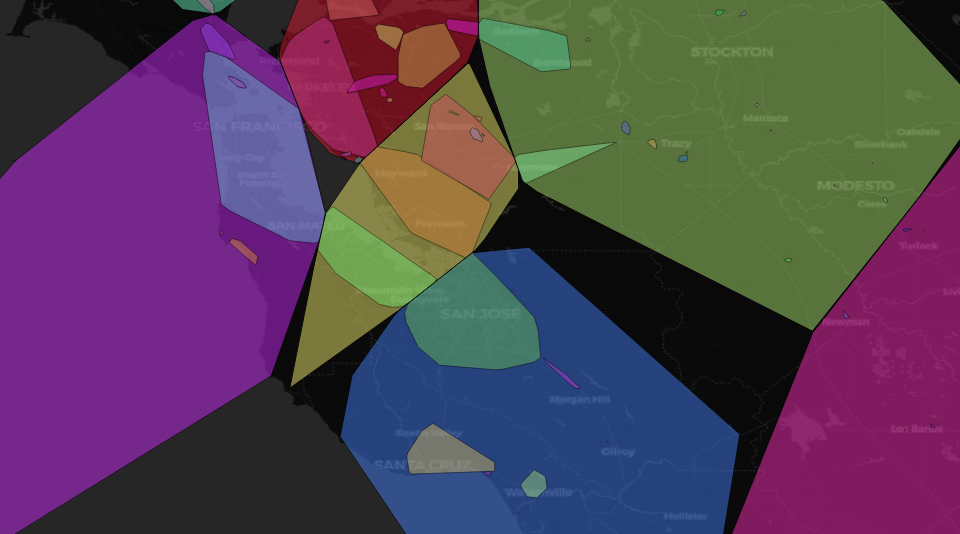 Antioch
STOCKTON
Richmond
Brentwood
BERKELEY
Manteca
SAN FRANCISCO
San Ramon
Oakdale
Tracy
Riverbank
Daly City
Hayward
South San
Francisco
MODESTO
Ceres
SAN MATEO
Fremont
Turlock
Mountain View
Sunnyvale
SAN JOSÉ
Newman
Morgan Hill
Los Banos
Scotts Valley
Gilroy
SANTA CRUZ
Watsonville
Hollister